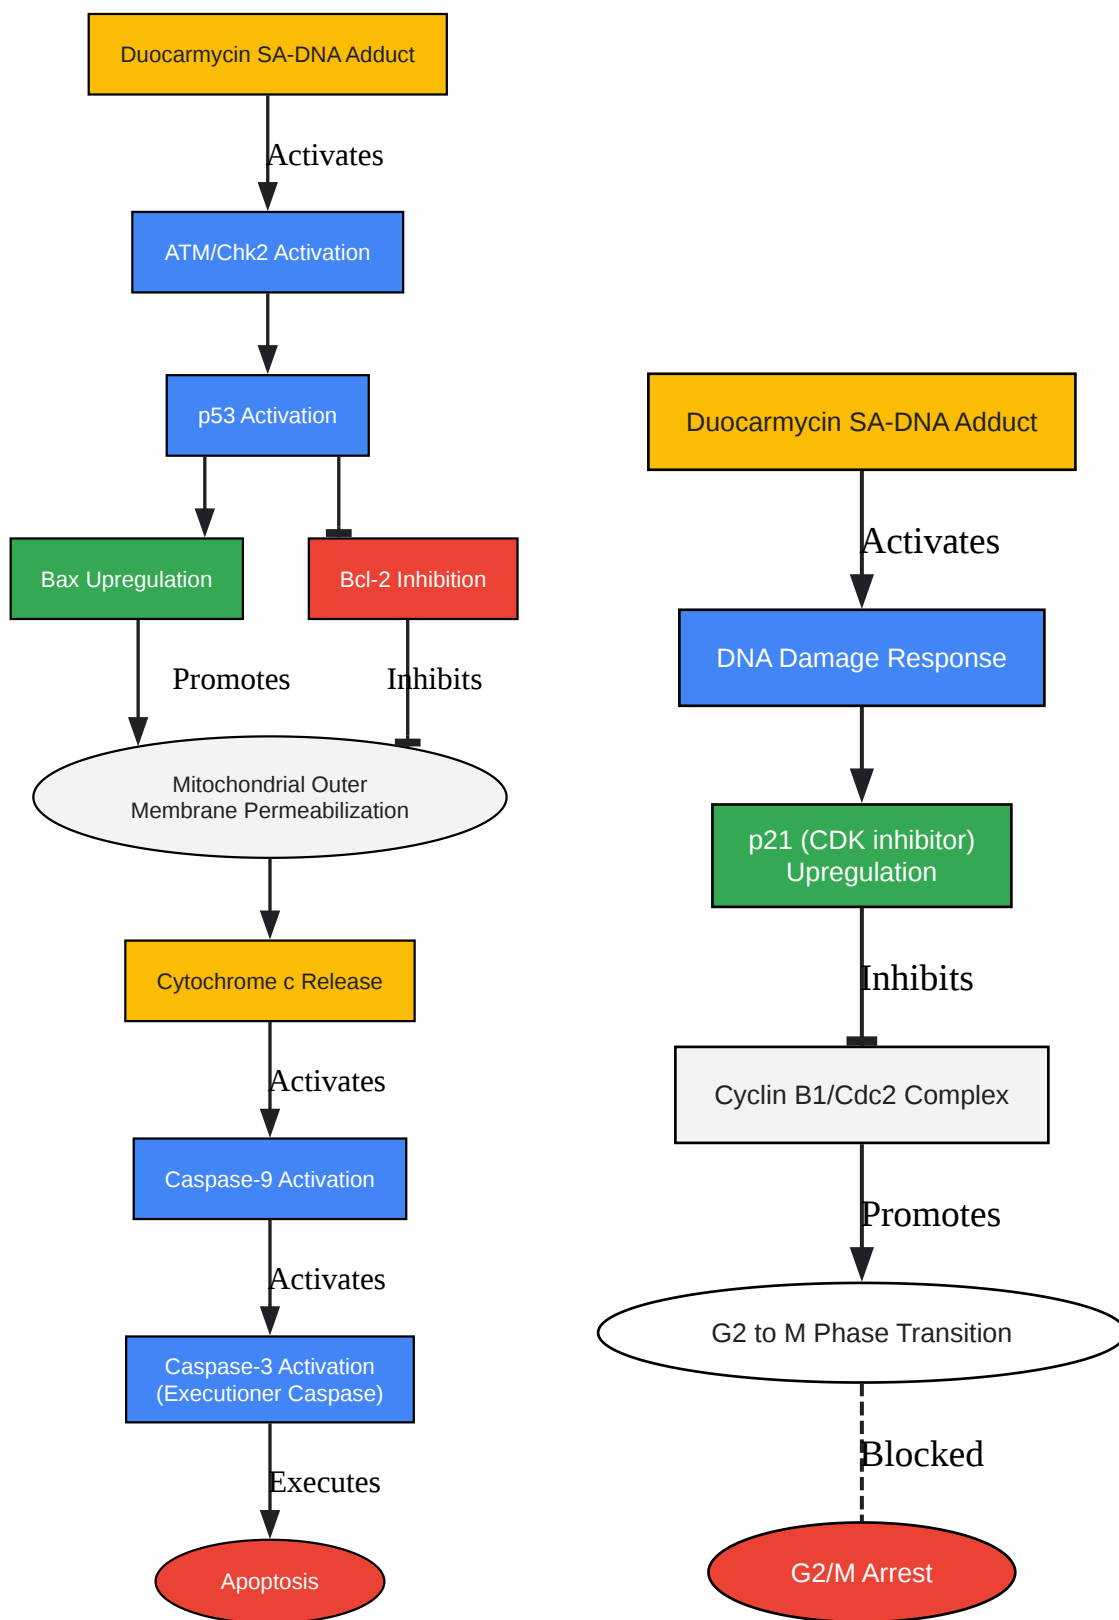 Duocarmycin SA-DNA Adduct
Activates
ATM/Chk2 Activation
p53 Activation
Bax Upregulation
Bcl-2 Inhibition
Promotes
Inhibits
Mitochondrial Outer
Membrane Permeabilization
Cytochrome c Release
Activates
Caspase-9 Activation
Activates
Caspase-3 Activation
(Executioner Caspase)
Executes
Apoptosis
Duocarmycin SA-DNA Adduct
Activates
DNA Damage Response
p21 (CDK inhibitor)
Upregulation
Inhibits
Cyclin B1/Cdc2 Complex
Promotes
G2 to M Phase Transition
Blocked
G2/M Arrest